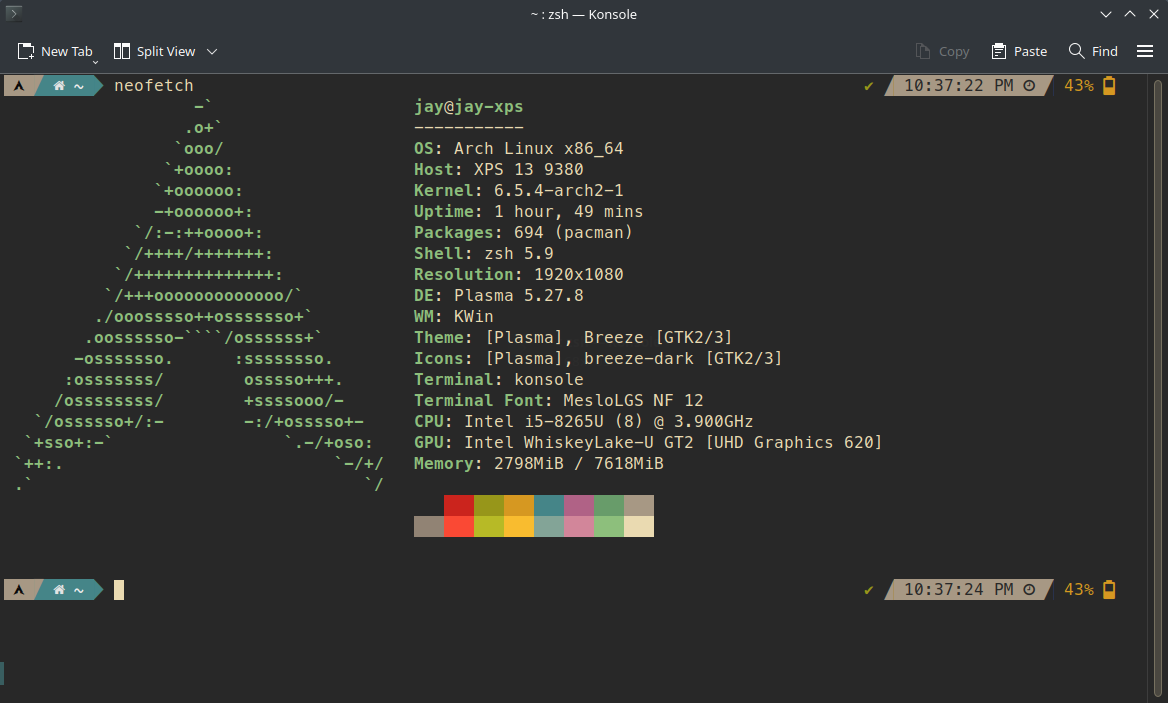 ~ : zsh — Konsole
New Tab Split View Copy Paste Find
~ neofetch ✔ 10:37:22 PM 43%
-` jay@jay-xps
.o+` -----------
`ooo/ OS: Arch Linux x86_64
`+oooo: Host: XPS 13 9380
`+oooooo: Kernel: 6.5.4-arch2-1
-+oooooo+: Uptime: 1 hour, 49 mins
`/:-:++oooo+: Packages: 694 (pacman)
`/++++/+++++++: Shell: zsh 5.9
`/++++++++++++++: Resolution: 1920x1080
`/+++ooooooooooooo/` DE: Plasma 5.27.8
./ooosssso++osssssso+` WM: KWin
.oossssso-````/ossssss+` Theme: [Plasma], Breeze [GTK2/3]
-osssssso. :ssssssso. Icons: [Plasma], breeze-dark [GTK2/3]
:osssssss/ osssso+++. Terminal: konsole
/ossssssss/ +ssssooo/- Terminal Font: MesloLGS NF 12
`/ossssso+/:- -:/+osssso+- CPU: Intel i5-8265U (8) @ 3.900GHz
`+sso+:-` `.-/+oso: GPU: Intel WhiskeyLake-U GT2 [UHD Graphics 620]
`++:. `-/+/ Memory: 2798MiB / 7618MiB
.` `/
~ ✔ 10:37:24 PM 43%